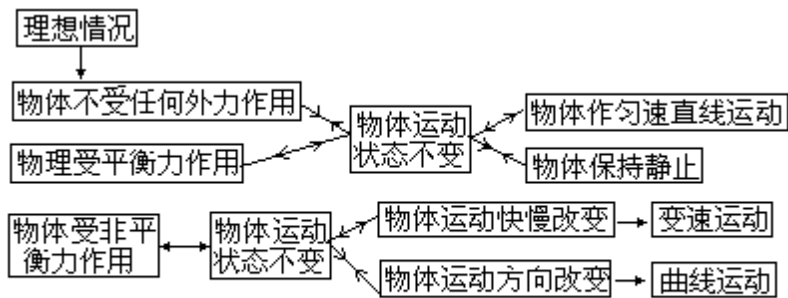 理想情况
物体不受任何外力作用
物理受平衡力作用
物体运动
状态不变
物体作匀速直线运动
物体保持静止
物体受非平
衡力作用
物体运动
状态不变
物体运动快慢改变
变速运动
物体运动方向改变
曲线运动